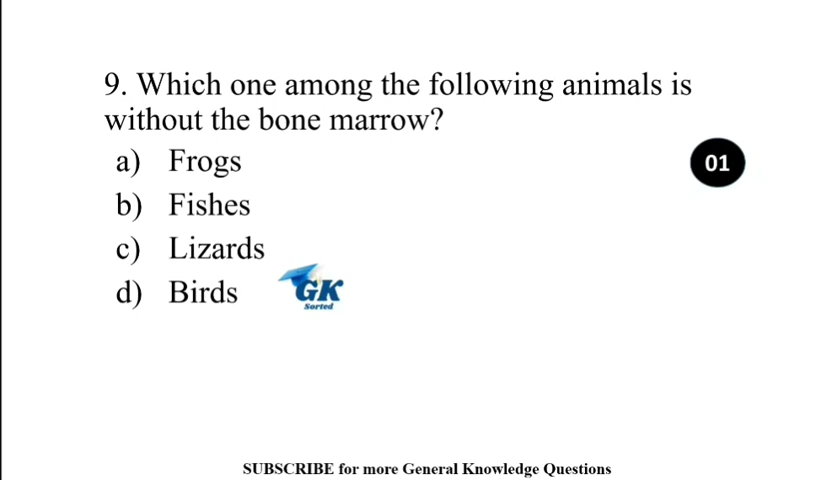 9. Which one among the following animals is
without the bone marrow?
a) Frogs
01
b) Fishes
c) Lizards
d) Birds
GK
Sorted
SUBSCRIBE for more General Knowledge Questions